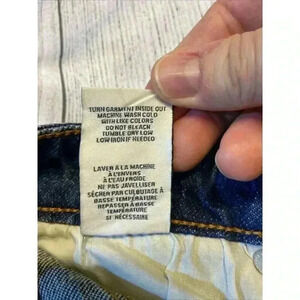 TURN GARMENT INSIDE OUT
MACHINE WASH COLD
WITH LIKE COLORS
DO NOT BLEACH
TUMBLE DRY LOW
LOW IRON IF NEEDED
LAVER A LA MACHINE
À L'ENVERS
À L'EAU FROIDE
NE PAS JAVELLISER
SÉCHER PAR CULBUTAGE À
BASSE TEMPÉRATURE
REPASSER À BASSE
TEMPÉRATURE
SI NÉCESSAIRE